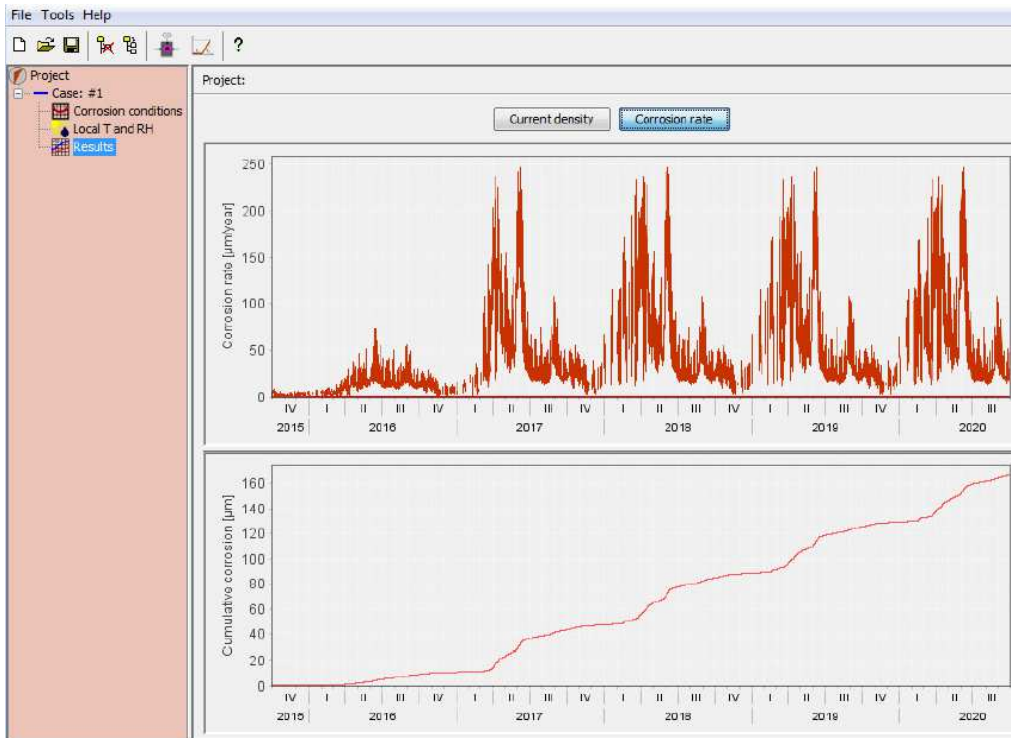 File Tools Help
?
Project
Case: #1
Corrosion conditions
Local T and RH
Results
Project:
Current density Corrosion rate
Corrosion rate [µm/year]
250
200
150
100
50
0
IV I II III IV I II III IV I II III IV I II III IV I II III
2015 2016 2017 2018 2019 2020
Cumulative corrosion [µm]
160
140
120
100
80
60
40
20
0
IV I II III IV I II III IV I II III IV I II III IV I II III
2015 2016 2017 2018 2019 2020